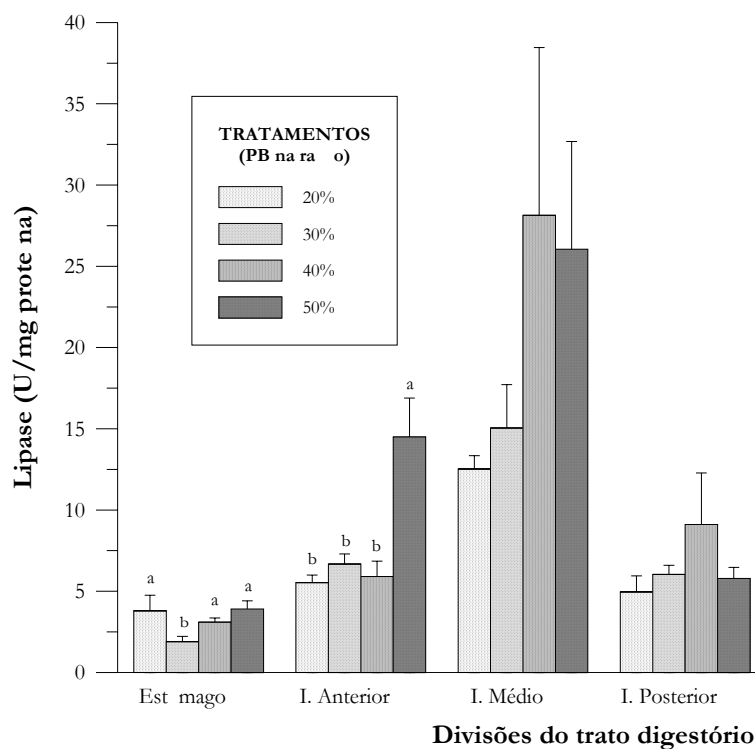 40
35
30
25
20
15
10
5
0
Lipase (U/mg prote na)
TRATAMENTOS
(PB na ra o)
20%
30%
40%
50%
a
b
a
a
b
b
b
a
Est mago
I. Anterior
I. Médio
I. Posterior
Divisões do trato digestório